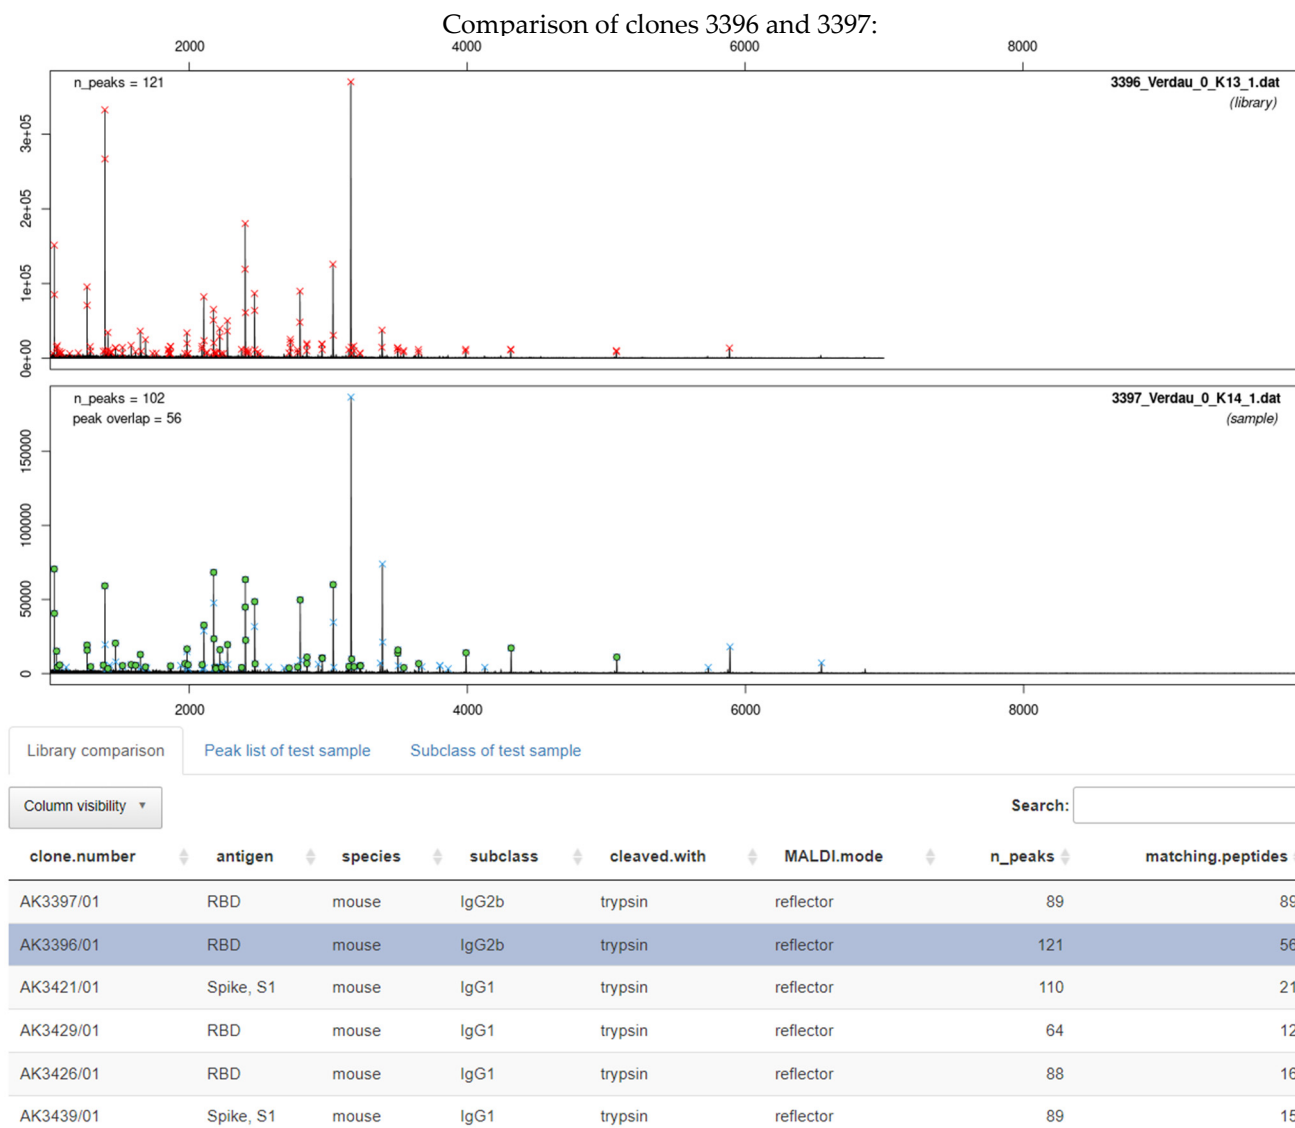 Comparison of clones 3396 and 3397:
2000 4000 6000 8000
n_peaks = 121
3396_Verdau_0_K13_1.dat
(library)
0e+00 1e+05 2e+05 3e+05
n_peaks = 102
peak overlap = 56
3397_Verdau_0_K14_1.dat
(sample)
0 50000 100000 150000
2000 4000 6000 8000
Library comparison Peak list of test sample Subclass of test sample
Column visibility ▼ Search:
clone.number antigen species subclass cleaved.with MALDI.mode n_peaks matching.peptides
AK3397/01 RBD mouse IgG2b trypsin reflector 89 89
AK3396/01 RBD mouse IgG2b trypsin reflector 121 56
AK3421/01 Spike, S1 mouse IgG1 trypsin reflector 110 21
AK3429/01 RBD mouse IgG1 trypsin reflector 64 12
AK3426/01 RBD mouse IgG1 trypsin reflector 88 16
AK3439/01 Spike, S1 mouse IgG1 trypsin reflector 89 15